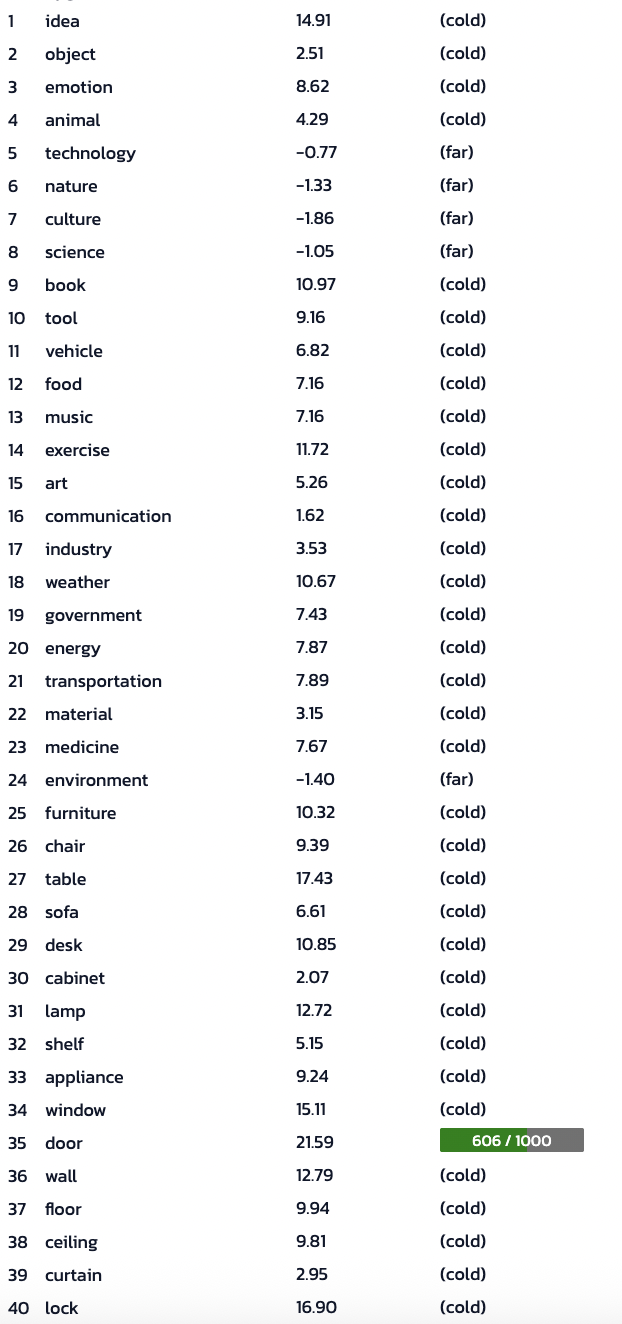 1 idea 14.91 (cold)
2 object 2.51 (cold)
3 emotion 8.62 (cold)
4 animal 4.29 (cold)
5 technology -0.77 (far)
6 nature -1.33 (far)
7 culture -1.86 (far)
8 science -1.05 (far)
9 book 10.97 (cold)
10 tool 9.16 (cold)
11 vehicle 6.82 (cold)
12 food 7.16 (cold)
13 music 7.16 (cold)
14 exercise 11.72 (cold)
15 art 5.26 (cold)
16 communication 1.62 (cold)
17 industry 3.53 (cold)
18 weather 10.67 (cold)
19 government 7.43 (cold)
20 energy 7.87 (cold)
21 transportation 7.89 (cold)
22 material 3.15 (cold)
23 medicine 7.67 (cold)
24 environment -1.40 (far)
25 furniture 10.32 (cold)
26 chair 9.39 (cold)
27 table 17.43 (cold)
28 sofa 6.61 (cold)
29 desk 10.85 (cold)
30 cabinet 2.07 (cold)
31 lamp 12.72 (cold)
32 shelf 5.15 (cold)
33 appliance 9.24 (cold)
34 window 15.11 (cold)
35 door 21.59 606 / 1000
36 wall 12.79 (cold)
37 floor 9.94 (cold)
38 ceiling 9.81 (cold)
39 curtain 2.95 (cold)
40 lock 16.90 (cold)